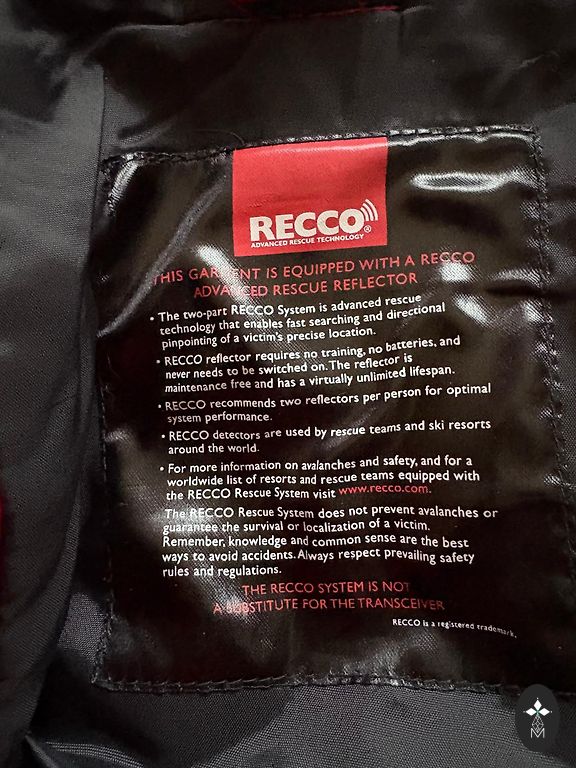 RECCO®
ADVANCED RESCUE TECHNOLOGY
THIS GARMENT IS EQUIPPED WITH A RECCO
ADVANCED RESCUE REFLECTOR
• The two-part RECCO System is advanced rescue
technology that enables fast searching and directional
pinpointing of a victim's precise location.
• RECCO reflector requires no training, no batteries, and
never needs to be switched on. The reflector is
maintenance free and has a virtually unlimited lifespan.
• RECCO recommends two reflectors per person for optimal
system performance.
• RECCO detectors are used by rescue teams and ski resorts
around the world.
• For more information on avalanches and safety, and for a
worldwide list of resorts and rescue teams equipped with
the RECCO Rescue System visit www.recco.com.
The RECCO Rescue System does not prevent avalanches or
guarantee the survival or localization of a victim.
Remember, knowledge and common sense are the best
ways to avoid accidents. Always respect prevailing safety
rules and regulations.
THE RECCO SYSTEM IS NOT
A SUBSTITUTE FOR THE TRANSCEIVER
RECCO is a registered trademark.
M